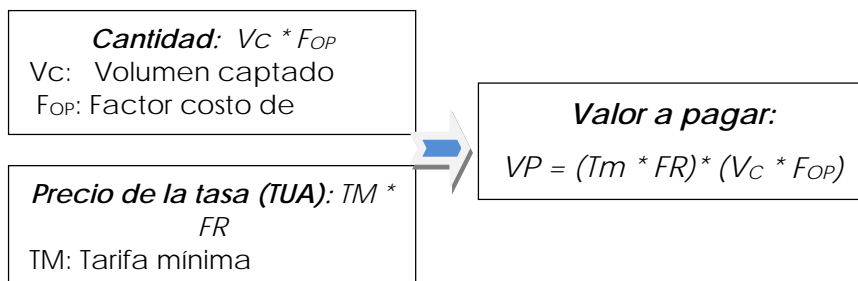 Cantidad: Vc * FOP
Vc: Volumen captado
FOP: Factor costo de
Precio de la tasa (TUA): TM *
FR
TM: Tarifa mínima
Valor a pagar:
VP = (Tm * FR)* (VC * FOP)